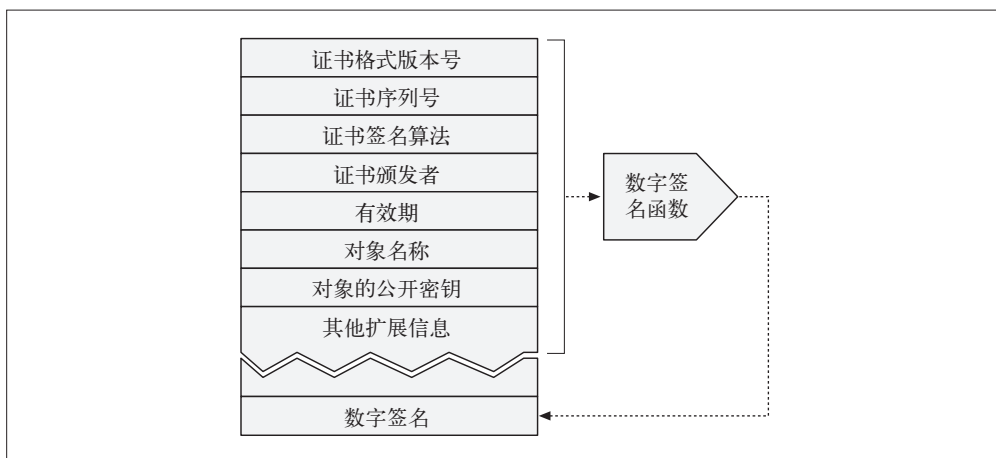 证书格式版本号
证书序列号
证书签名算法
证书颁发者
有效期
对象名称
对象的公开密钥
其他扩展信息
数字签名
数字签
名函数